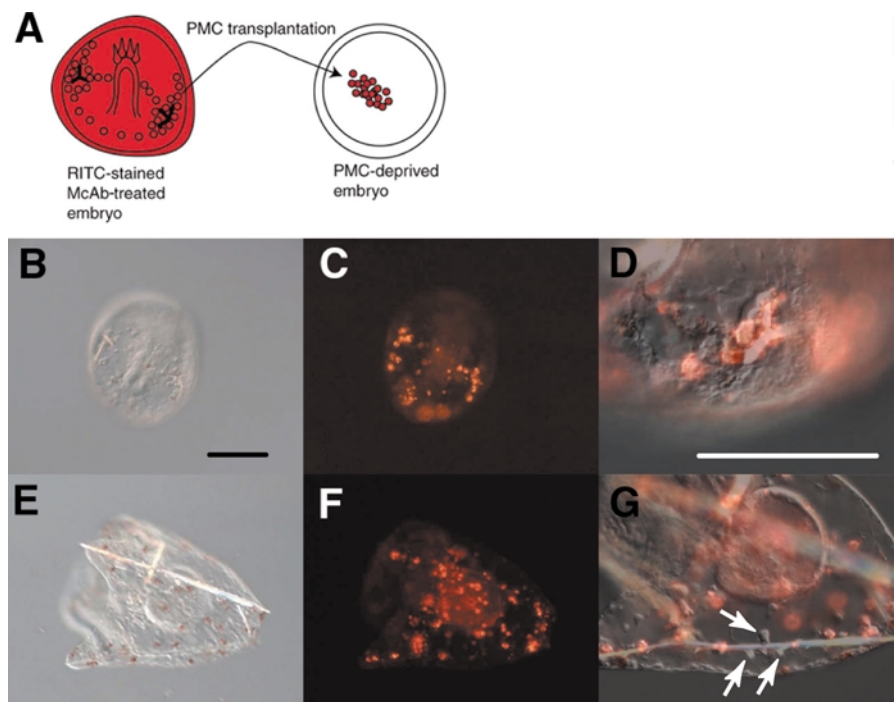 A
PMC transplantation
RITC-stained
McAb-treated
embryo
PMC-deprived
embryo
B
C
D
E
F
G